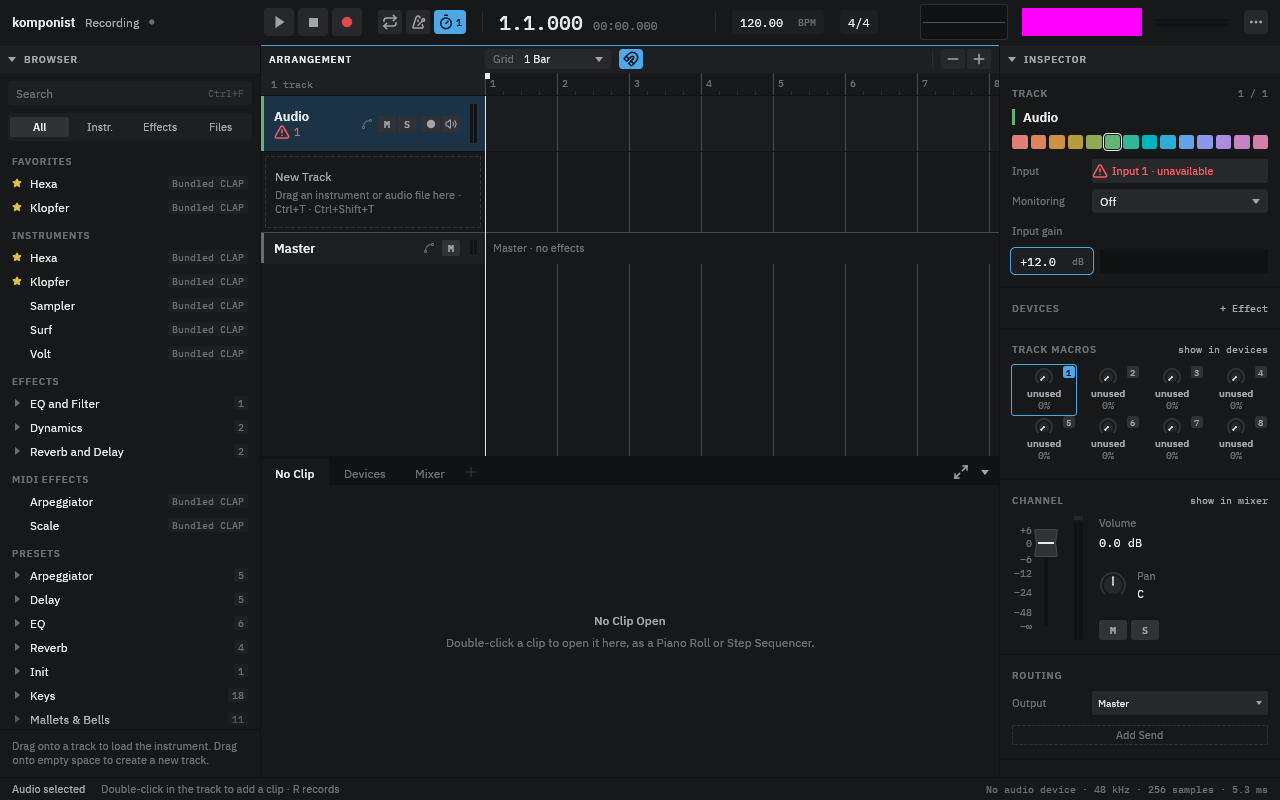 komponist Recording
1 1.1.000 00:00.000 120.00 BPM 4/4
BROWSER
Search Ctrl+F
All Instr. Effects Files
FAVORITES
Hexa Bundled CLAP
Klopfer Bundled CLAP
INSTRUMENTS
Hexa Bundled CLAP
Klopfer Bundled CLAP
Sampler Bundled CLAP
Surf Bundled CLAP
Volt Bundled CLAP
EFFECTS
EQ and Filter 1
Dynamics 2
Reverb and Delay 2
MIDI EFFECTS
Arpeggiator Bundled CLAP
Scale Bundled CLAP
PRESETS
Arpeggiator 5
Delay 5
EQ 6
Reverb 4
Init 1
Keys 18
Mallets & Bells 11
Drag onto a track to load the instrument. Drag
onto empty space to create a new track.
ARRANGEMENT Grid 1 Bar
1 track 1 2 3 4 5 6 7 8
Audio M S
1
New Track
Drag an instrument or audio file here ·
Ctrl+T · Ctrl+Shift+T
Master M Master · no effects
No Clip Devices Mixer
No Clip Open
Double-click a clip to open it here, as a Piano Roll or Step Sequencer.
INSPECTOR
TRACK 1 / 1
Audio
Input Input 1 · unavailable
Monitoring Off
Input gain
+12.0 dB
DEVICES + Effect
TRACK MACROS show in devices
1 2 3 4
unused unused unused unused
0% 0% 0% 0%
5 6 7 8
unused unused unused unused
0% 0% 0% 0%
CHANNEL show in mixer
+6
0
−6
−12
−24
−48
−∞
Volume
0.0 dB
Pan
C
M S
ROUTING
Output Master
Add Send
Audio selected Double-click in the track to add a clip · R records
No audio device · 48 kHz · 256 samples · 5.3 ms